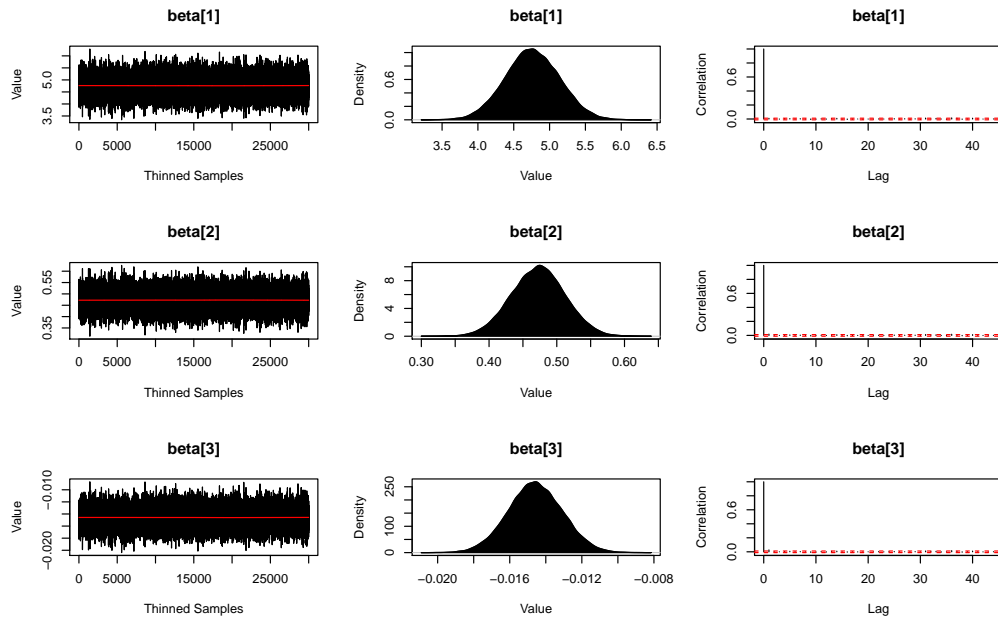 beta[1] beta[1] beta[1]
Value 3.5 5.0 Density 0.0 0.6 Correlation 0.0 0.6
0 5000 15000 25000 3.5 4.0 4.5 5.0 5.5 6.0 6.5 0 10 20 30 40
Thinned Samples Value Lag
beta[2] beta[2] beta[2]
Value 0.35 0.55 Density 0 4 8 Correlation 0.0 0.6
0 5000 15000 25000 0.30 0.40 0.50 0.60 0 10 20 30 40
Thinned Samples Value Lag
beta[3] beta[3] beta[3]
Value −0.020 −0.010 Density 0 100 250 Correlation 0.0 0.6
0 5000 15000 25000 −0.020 −0.016 −0.012 −0.008 0 10 20 30 40
Thinned Samples Value Lag